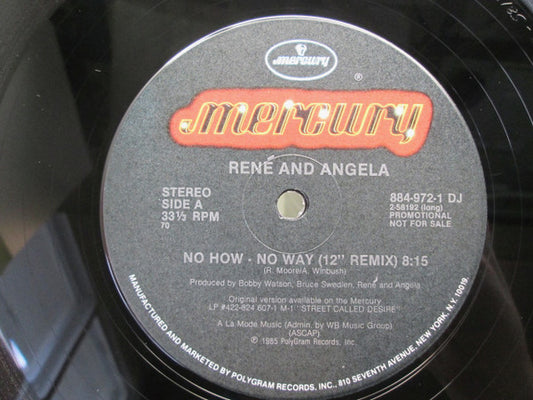 135-
mercury
®
mercury
RENÉ AND ANGELA
STEREO
SIDE A
33⅓ RPM
70
884-972-1 DJ
2-58192 (long)
PROMOTIONAL
NOT FOR SALE
NO HOW - NO WAY (12" REMIX) 8:15
(R. Moore/A. Winbush)
Produced by Bobby Watson, Bruce Swedien, René and Angela
Original version available on the Mercury
LP #422-824 607-1 M-1 "STREET CALLED DESIRE"
A La Mode Music (Admin. by WB Music Group)
(ASCAP)
℗ 1985 PolyGram Records, Inc.
MANUFACTURED AND MARKETED BY POLYGRAM RECORDS, INC., 810 SEVENTH AVENUE, NEW YORK, N.Y. 10019.